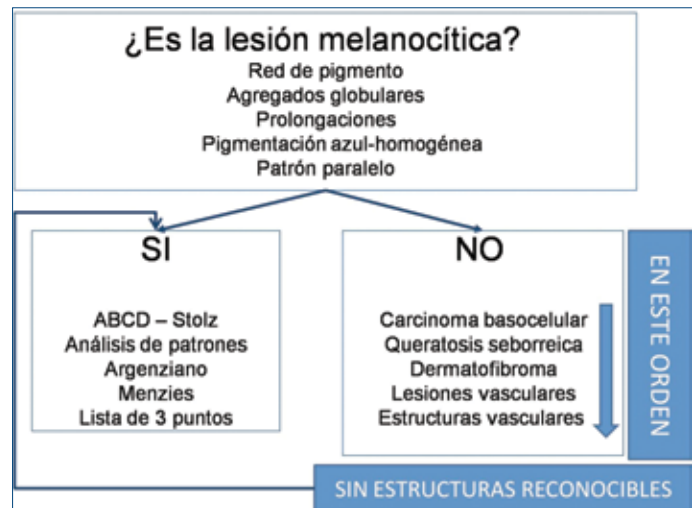 ¿Es la lesión melanocítica?
Red de pigmento
Agregados globulares
Prolongaciones
Pigmentación azul-homogénea
Patrón paralelo
SI
ABCD – Stolz
Análisis de patrones
Argenziano
Menzies
Lista de 3 puntos
NO
Carcinoma basocelular
Queratosis seborreica
Dermatofibroma
Lesiones vasculares
Estructuras vasculares
EN ESTE ORDEN
SIN ESTRUCTURAS RECONOCIBLES